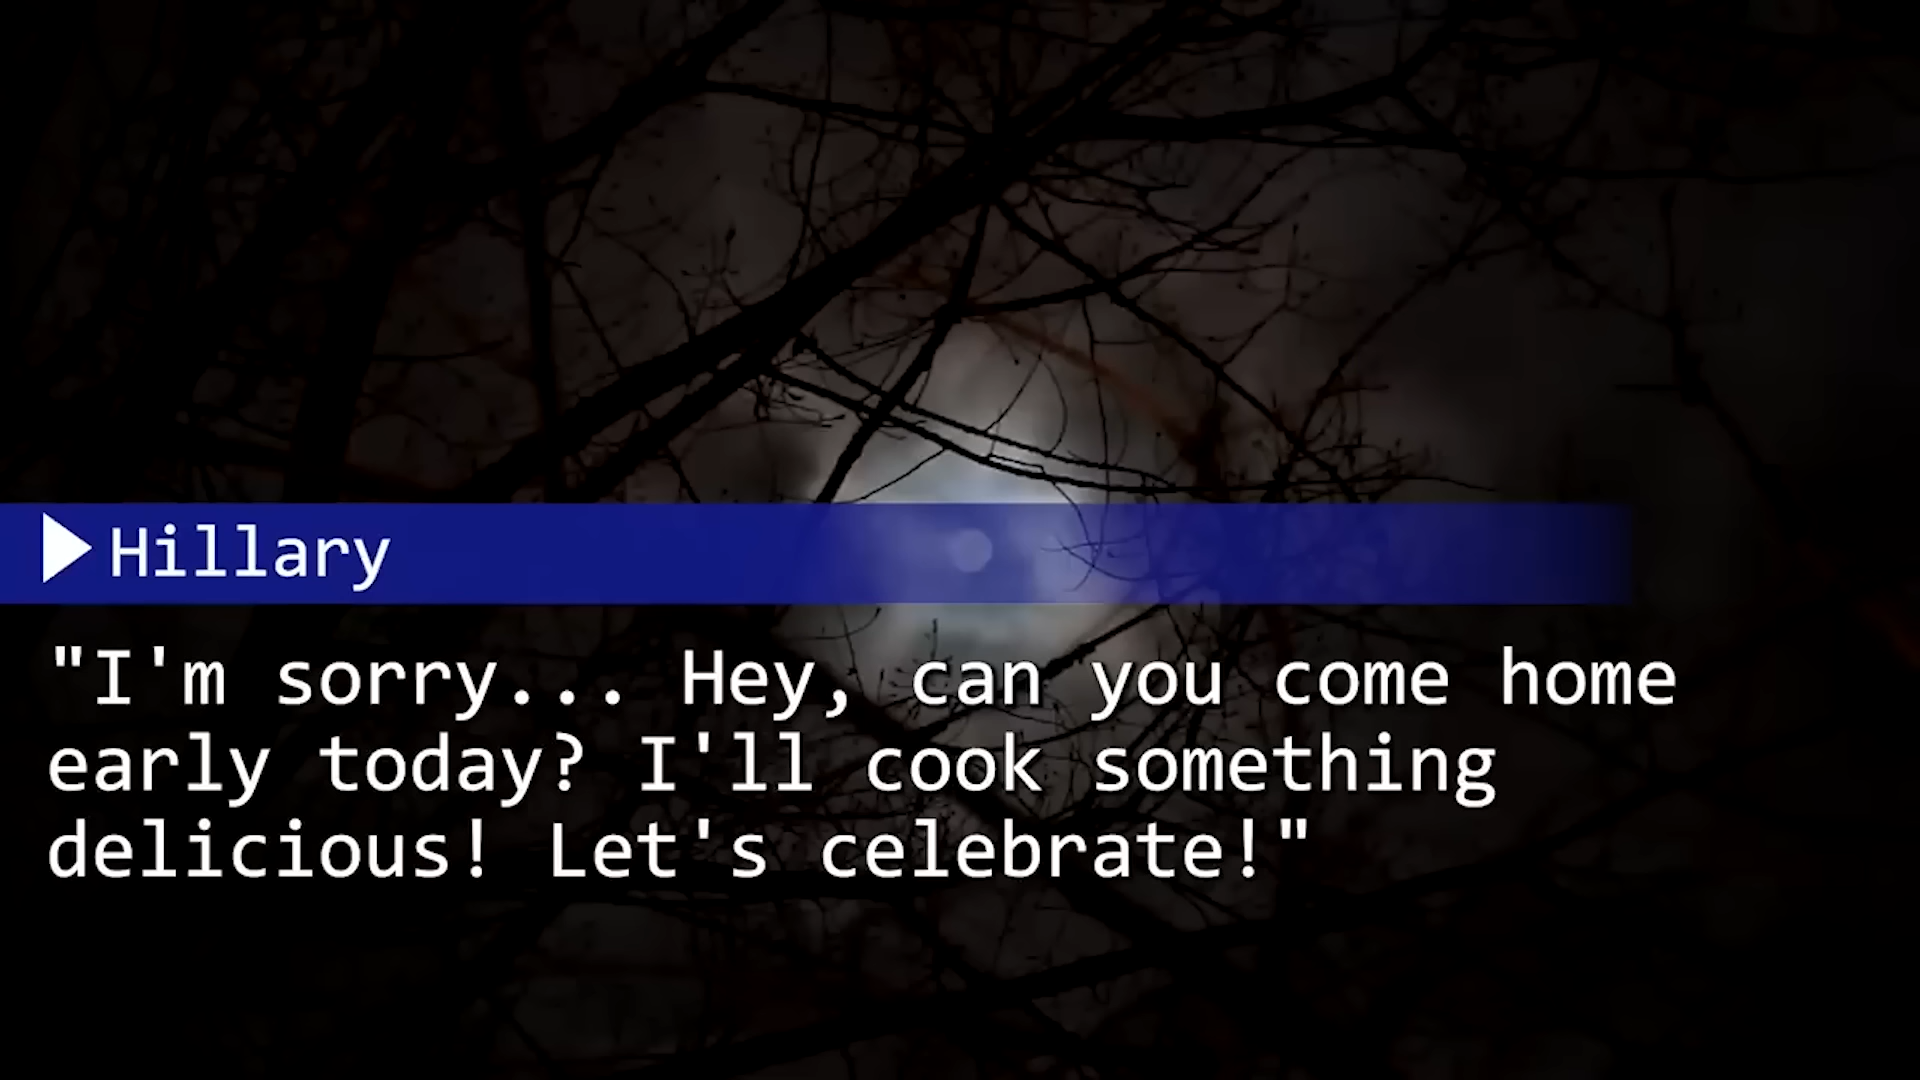 Hillary
"I'm sorry... Hey, can you come home
early today? I'll cook something
delicious! Let's celebrate!"